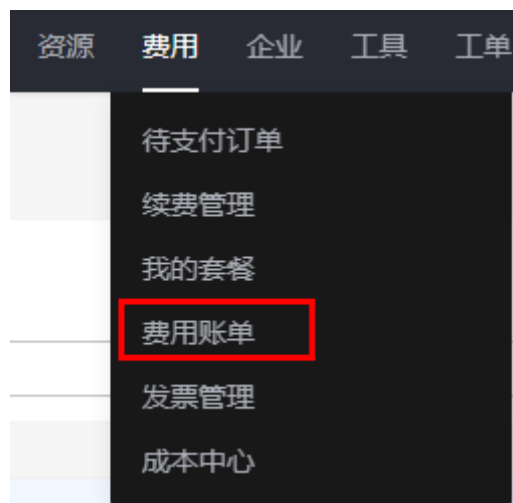 资源 费用 企业 工具 工单
待支付订单
续费管理
我的套餐
费用账单
发票管理
成本中心